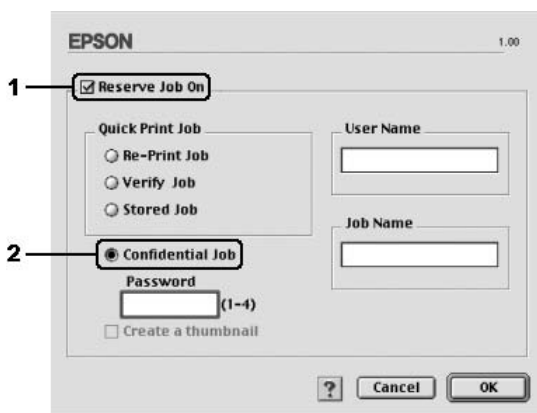 EPSON 1.00
1 Reserve Job On
Quick Print Job
Re-Print Job
Verify Job
Stored Job
2 Confidential Job
Password
(1-4)
Create a thumbnail
User Name
Job Name
? Cancel OK